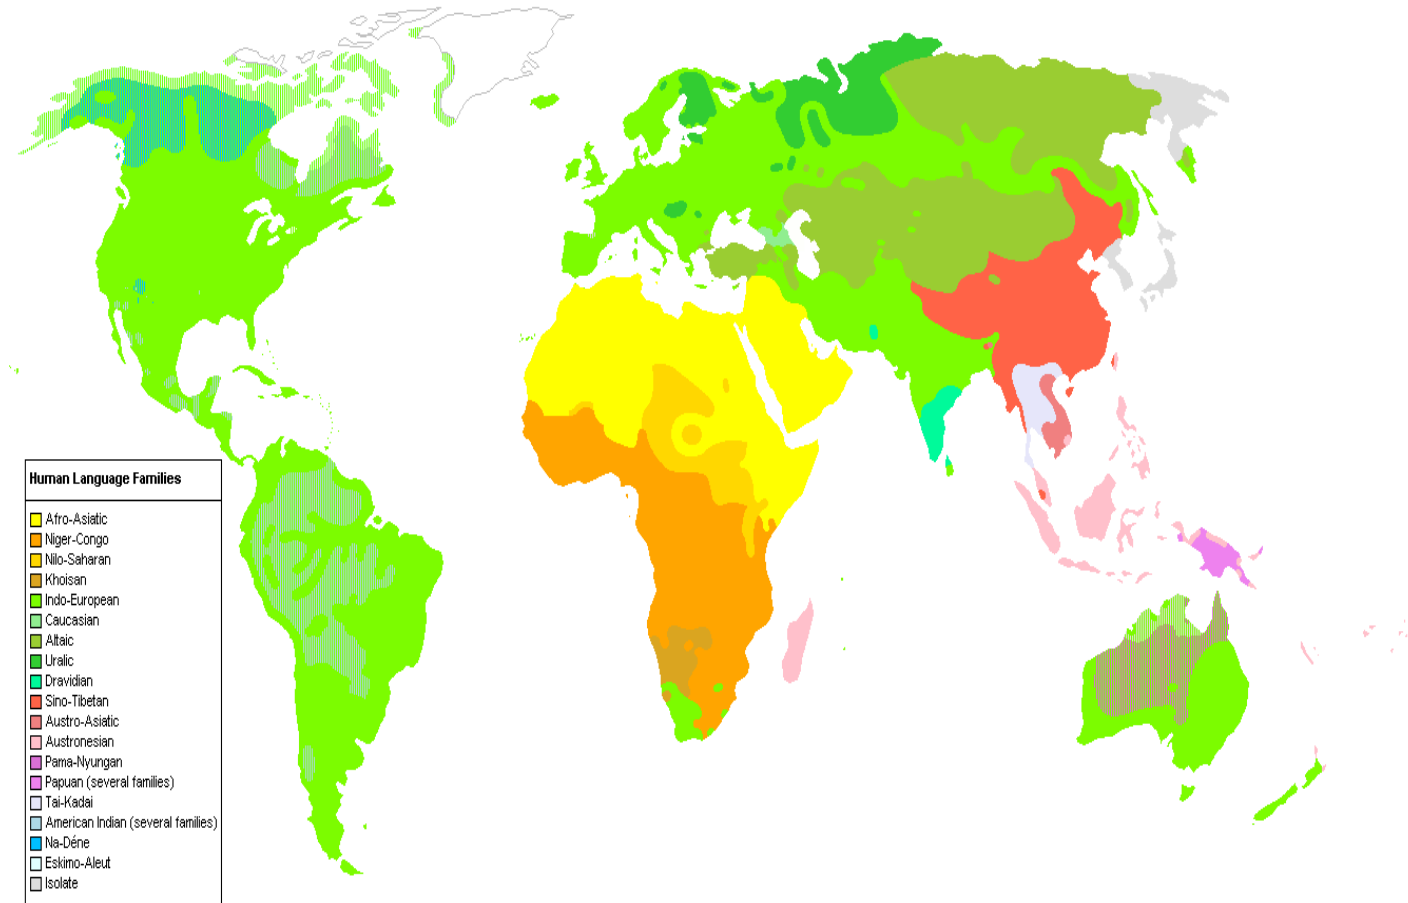 Human Language Families
Afro-Asiatic
Niger-Congo
Nilo-Saharan
Khoisan
Indo-European
Caucasian
Altaic
Uralic
Dravidian
Sino-Tibetan
Austro-Asiatic
Austronesian
Pama-Nyungan
Papuan (several families)
Tai-Kadai
American Indian (several families)
Na-Déne
Eskimo-Aleut
Isolate